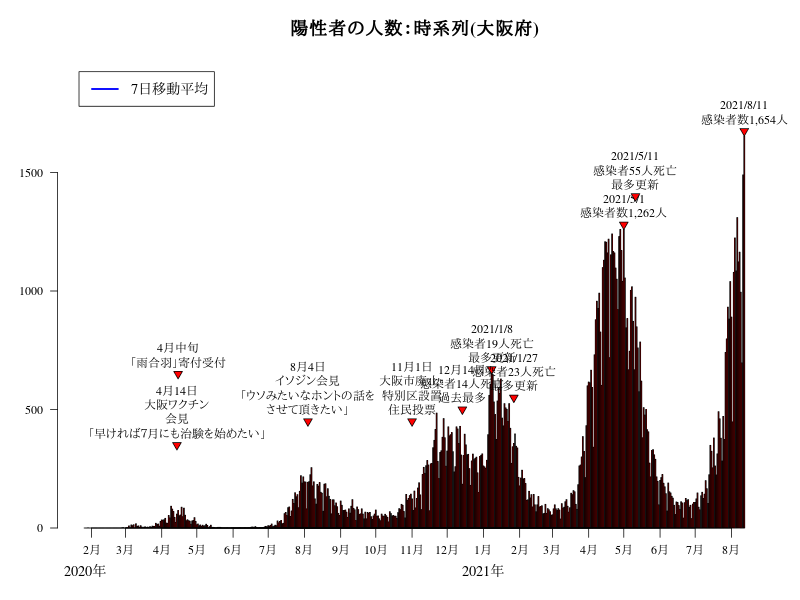 陽性者の人数：時系列(大阪府)
7日移動平均
2021/8/11
感染者数1,654人
2021/5/11
感染者55人死亡
最多更新
2021/5/1
感染者数1,262人
2021/1/8
感染者19人死亡
最多更新
2021/1/27
感染者23人死亡
最多更新
12月14日
感染者14人死亡
過去最多
11月1日
大阪市廃止・
特別区設置
住民投票
8月4日
イソジン会見
「ウソみたいなホントの話を
させて頂きたい」
4月中旬
「雨合羽」寄付受付
4月14日
大阪ワクチン
会見
「早ければ7月にも治験を始めたい」
1500
1000
500
0
2月 3月 4月 5月 6月 7月 8月 9月 10月 11月 12月 1月 2月 3月 4月 5月 6月 7月 8月
2020年 2021年